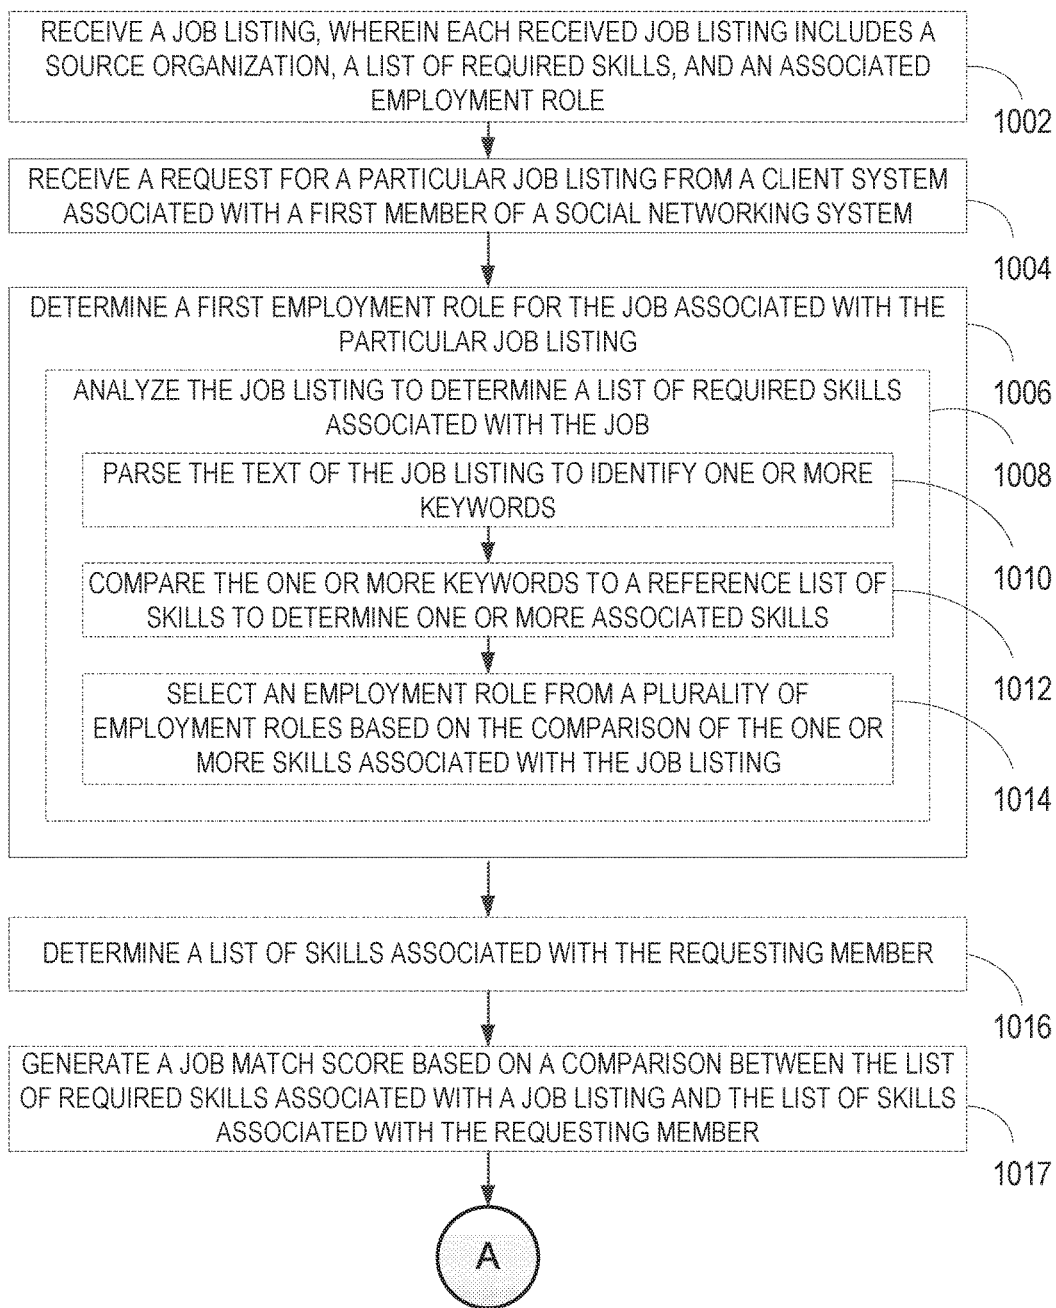 RECEIVE A JOB LISTING, WHEREIN EACH RECEIVED JOB LISTING INCLUDES A
SOURCE ORGANIZATION, A LIST OF REQUIRED SKILLS, AND AN ASSOCIATED
EMPLOYMENT ROLE
1002
RECEIVE A REQUEST FOR A PARTICULAR JOB LISTING FROM A CLIENT SYSTEM
ASSOCIATED WITH A FIRST MEMBER OF A SOCIAL NETWORKING SYSTEM
1004
DETERMINE A FIRST EMPLOYMENT ROLE FOR THE JOB ASSOCIATED WITH THE
PARTICULAR JOB LISTING
1006
ANALYZE THE JOB LISTING TO DETERMINE A LIST OF REQUIRED SKILLS
ASSOCIATED WITH THE JOB
1008
PARSE THE TEXT OF THE JOB LISTING TO IDENTIFY ONE OR MORE
KEYWORDS
1010
COMPARE THE ONE OR MORE KEYWORDS TO A REFERENCE LIST OF
SKILLS TO DETERMINE ONE OR MORE ASSOCIATED SKILLS
1012
SELECT AN EMPLOYMENT ROLE FROM A PLURALITY OF
EMPLOYMENT ROLES BASED ON THE COMPARISON OF THE ONE OR
MORE SKILLS ASSOCIATED WITH THE JOB LISTING
1014
DETERMINE A LIST OF SKILLS ASSOCIATED WITH THE REQUESTING MEMBER
1016
GENERATE A JOB MATCH SCORE BASED ON A COMPARISON BETWEEN THE LIST
OF REQUIRED SKILLS ASSOCIATED WITH A JOB LISTING AND THE LIST OF SKILLS
ASSOCIATED WITH THE REQUESTING MEMBER
1017
A